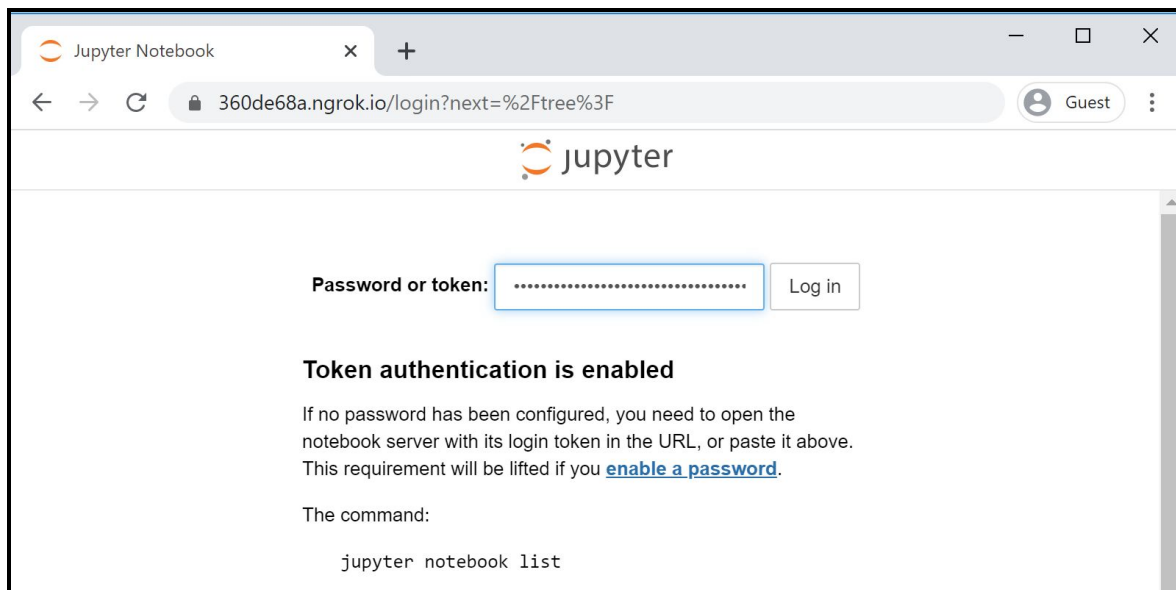 Jupyter Notebook
360de68a.ngrok.io/login?next=%2Ftree%3F
Guest
jupyter
Password or token:
Log in
Token authentication is enabled
If no password has been configured, you need to open the
notebook server with its login token in the URL, or paste it above.
This requirement will be lifted if you enable a password.
The command:
jupyter notebook list